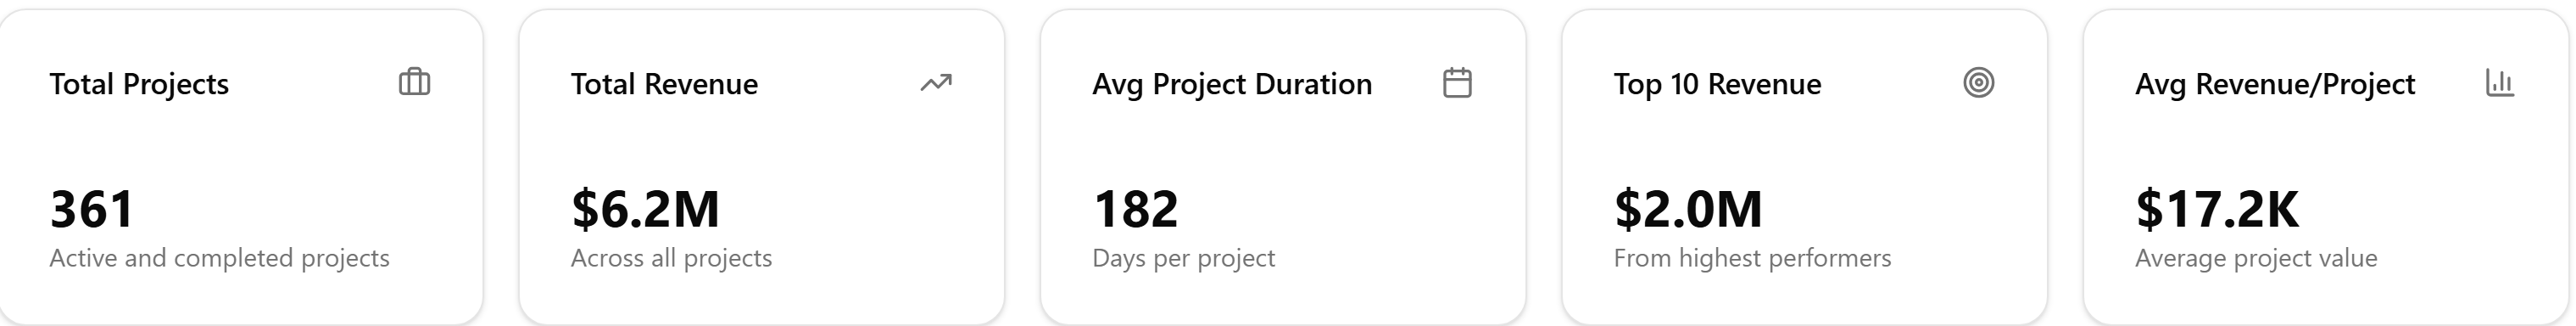 Total Projects
361
Active and completed projects
Total Revenue
$6.2M
Across all projects
Avg Project Duration
182
Days per project
Top 10 Revenue
$2.0M
From highest performers
Avg Revenue/Project
$17.2K
Average project value